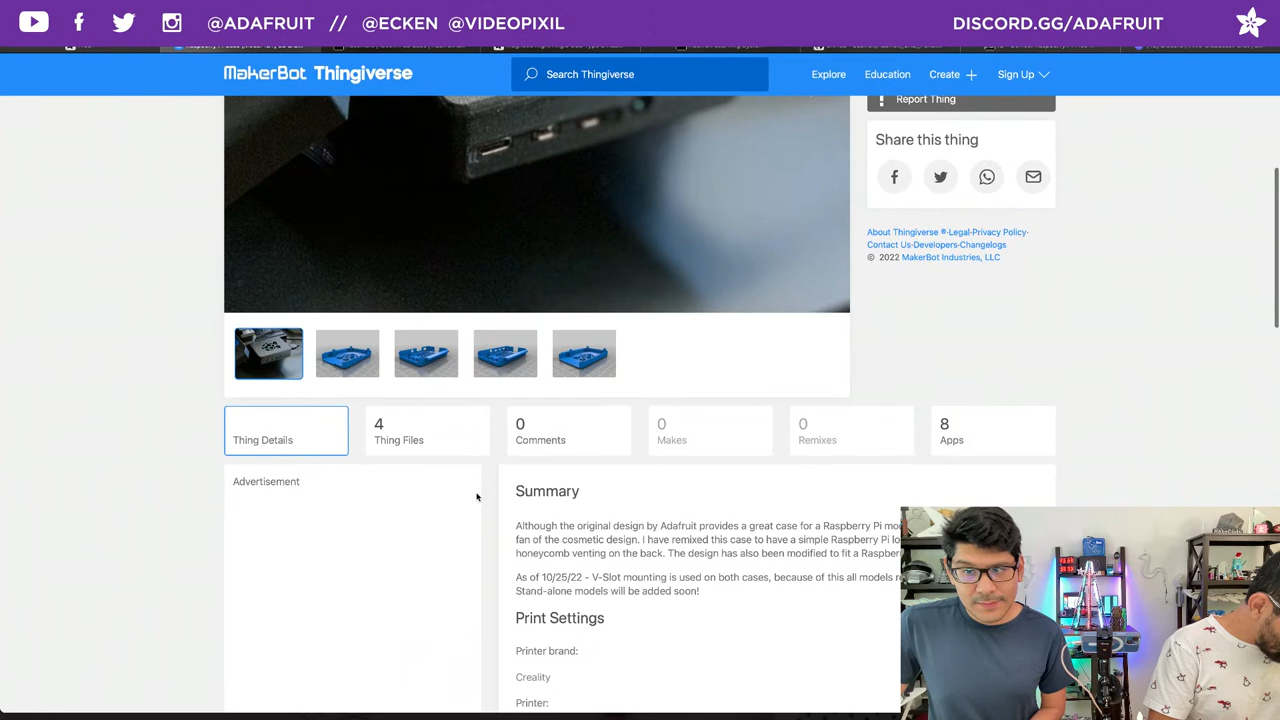 @ADAFRUIT // @ECKEN @VIDEOPIXIL
DISCORD.GG/ADAFRUIT
MakerBot Thingiverse
Search Thingiverse
Explore
Education
Create +
Sign Up
Report Thing
Share this thing
About Thingiverse ®·Legal·Privacy Policy·
Contact Us·Developers·Changelogs
© 2022 MakerBot Industries, LLC
Thing Details
4
Thing Files
0
Comments
0
Makes
0
Remixes
8
Apps
Advertisement
Summary
Although the original design by Adafruit provides a great case for a Raspberry Pi
fan of the cosmetic design. I have remixed this case to have a simple Raspberry Pi
honeycomb venting on the back. The design has also been modified to fit a
As of 10/25/22 - V-Slot mounting is used on both cases, because of this all models
Stand-alone models will be added soon!
Print Settings
Printer brand:
Creality
Printer: